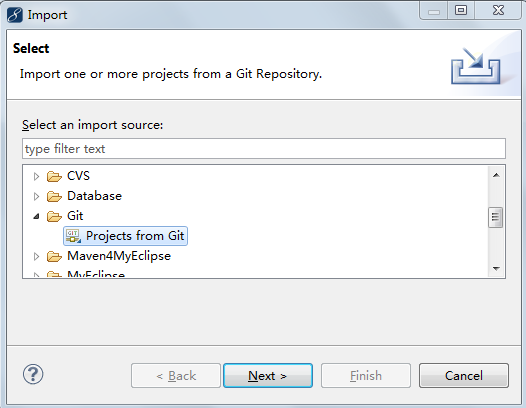 Import
Select
Import one or more projects from a Git Repository.
Select an import source:
type filter text
CVS
Database
Git
GIT
Projects from Git
Maven4MyEclipse
MyEclipse
?
< Back
Next >
Finish
Cancel